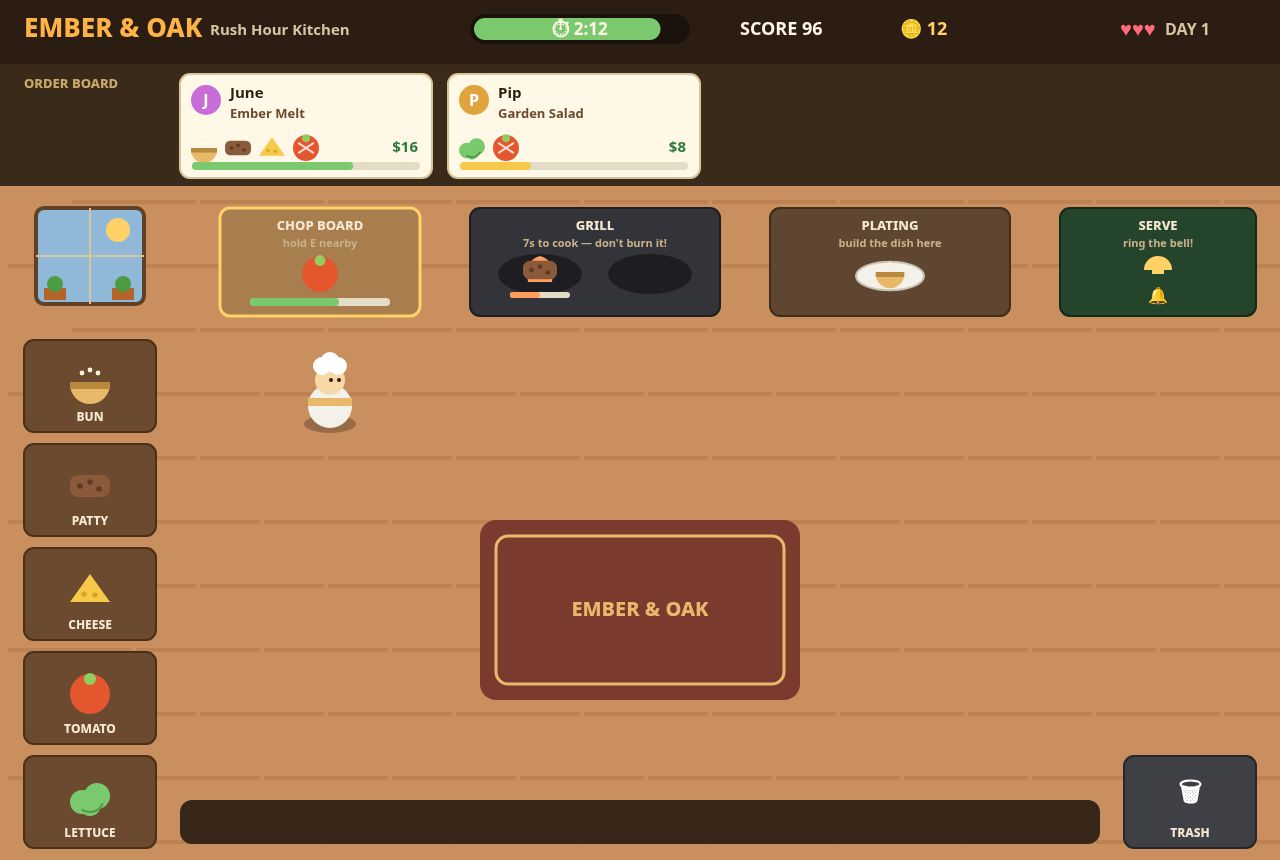 EMBER & OAK Rush Hour Kitchen
⏱ 2:12
SCORE 96
🪙 12
♥♥♥ DAY 1
ORDER BOARD
J
June
Ember Melt
$16
P
Pip
Garden Salad
$8
CHOP BOARD
hold E nearby
GRILL
7s to cook — don't burn it!
PLATING
build the dish here
SERVE
ring the bell!
BUN
PATTY
CHEESE
TOMATO
LETTUCE
EMBER & OAK
TRASH